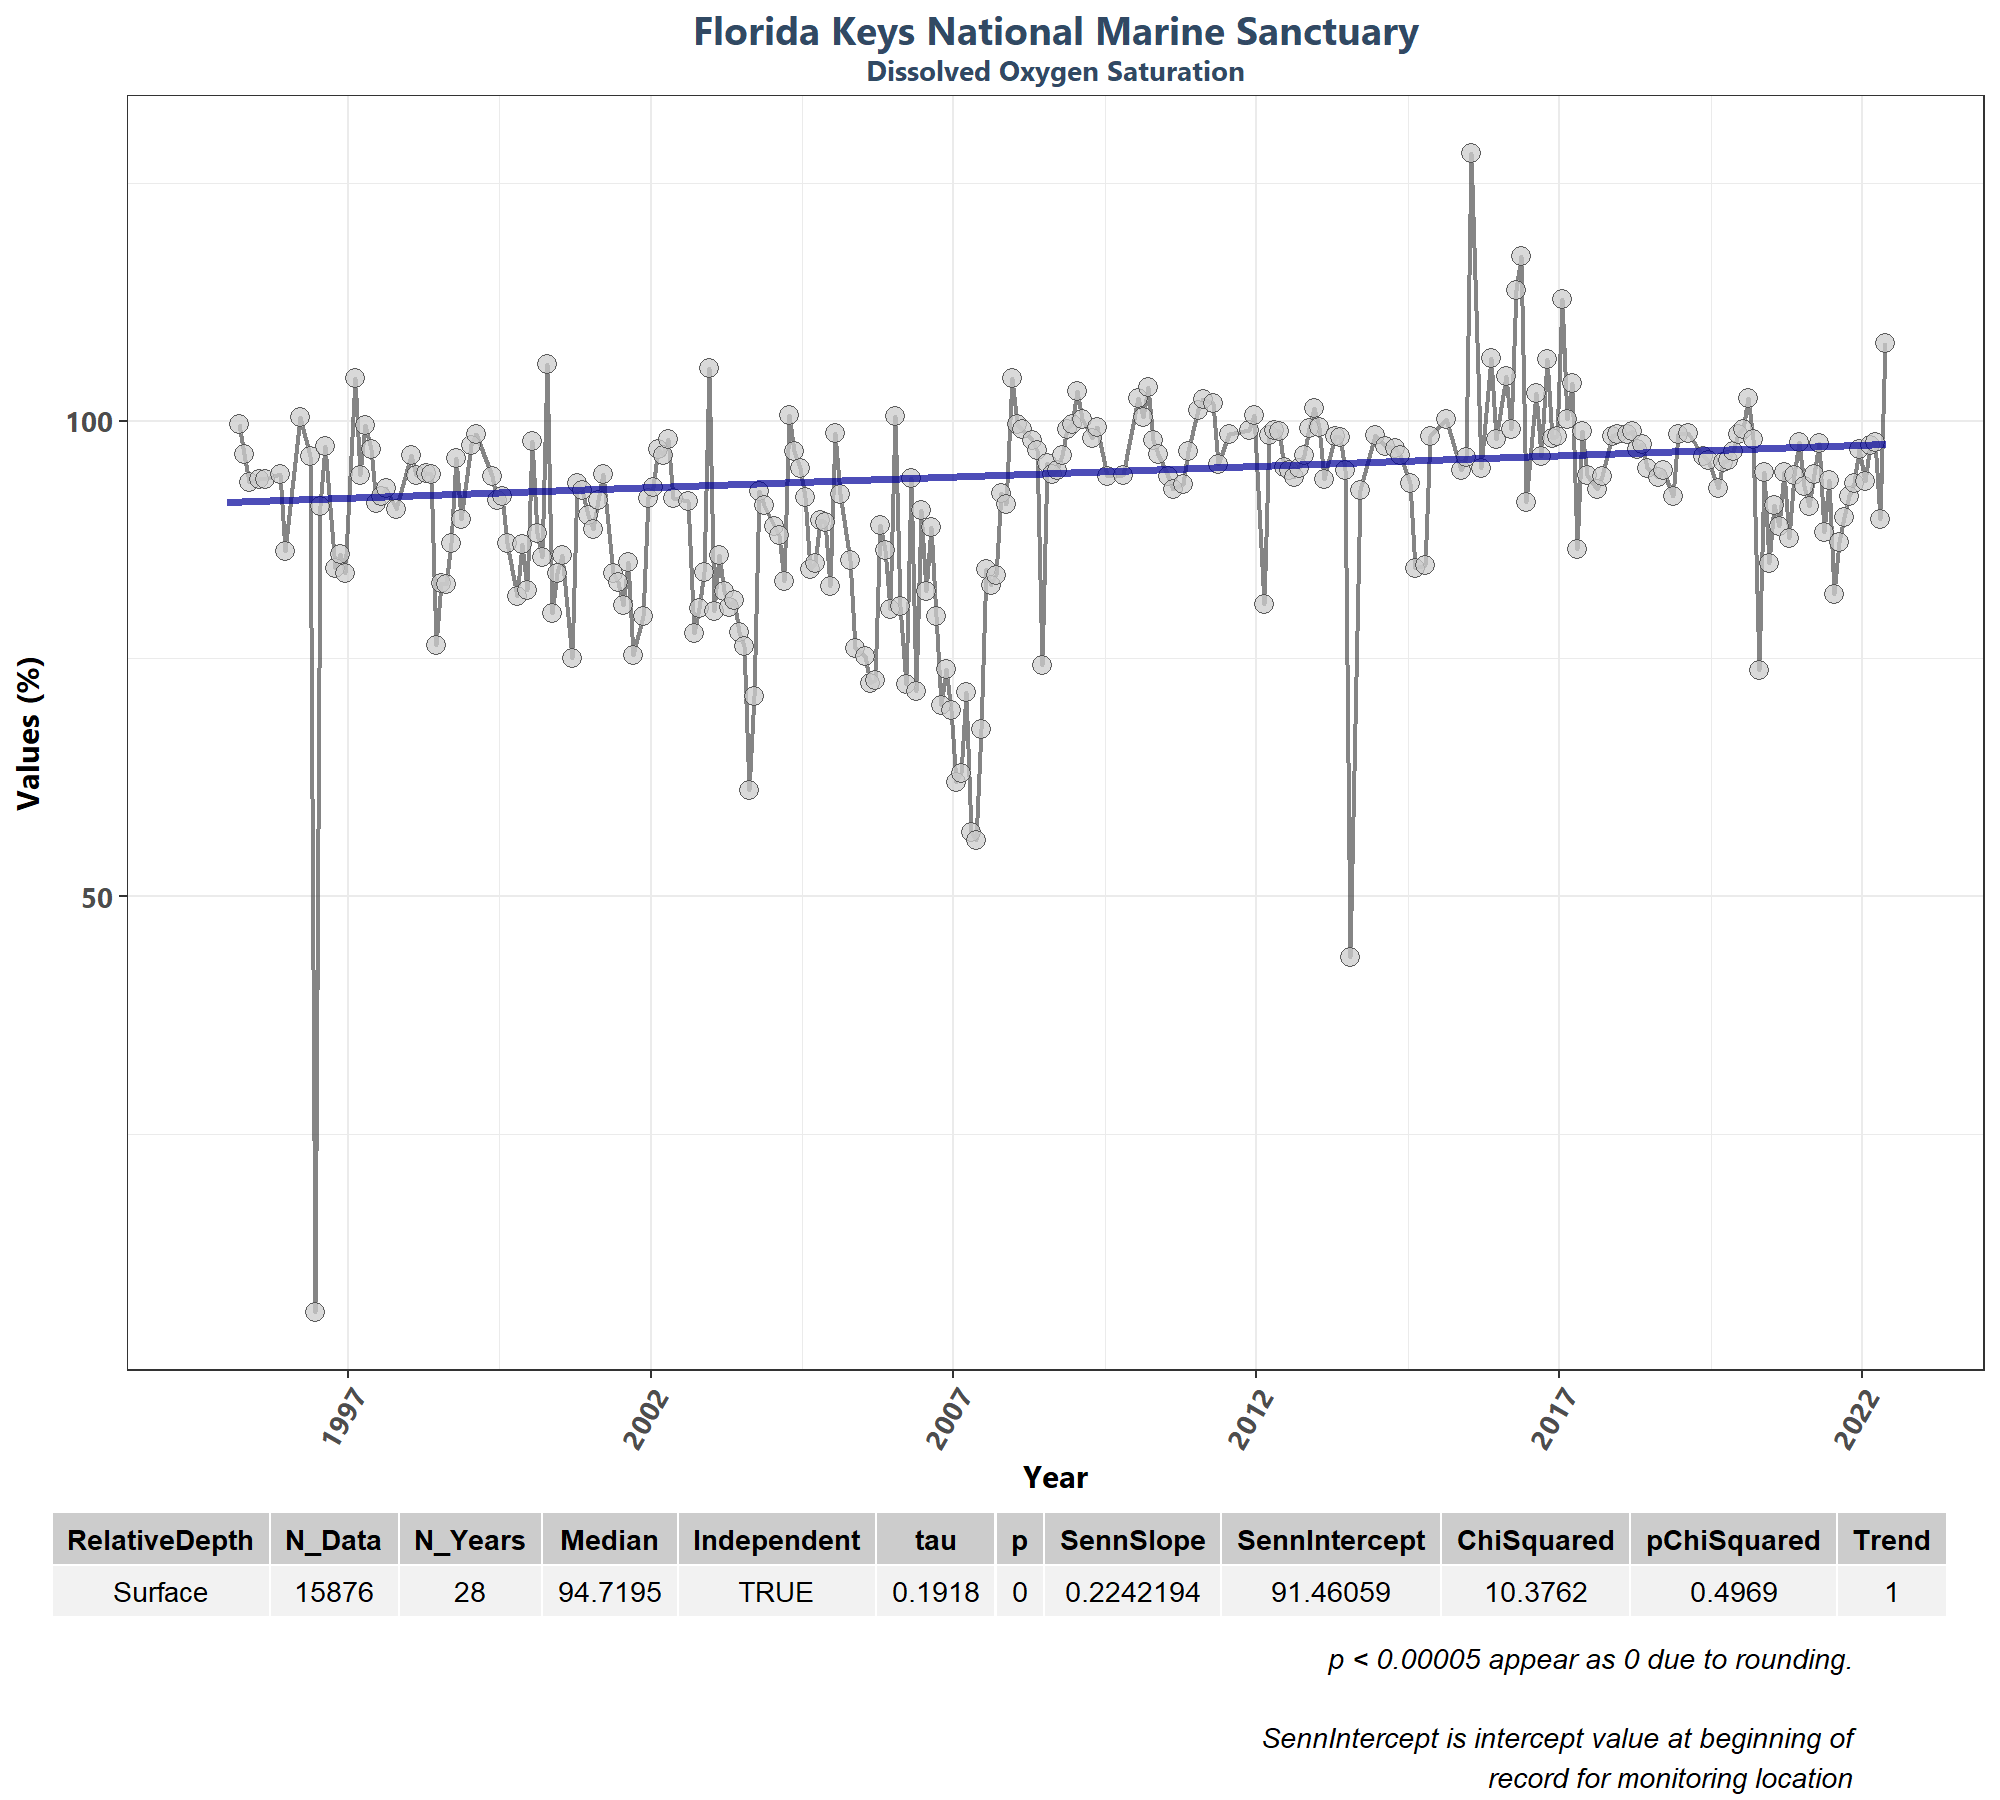 Florida Keys National Marine Sanctuary
Dissolved Oxygen Saturation
Values (%)
100
50
1997 2002 2007 2012 2017 2022
Year
RelativeDepth N_Data N_Years Median Independent tau p SennSlope SennIntercept ChiSquared pChiSquared Trend
Surface 15876 28 94.7195 TRUE 0.1918 0 0.2242194 91.46059 10.3762 0.4969 1
p < 0.00005 appear as 0 due to rounding.
SennIntercept is intercept value at beginning of
record for monitoring location